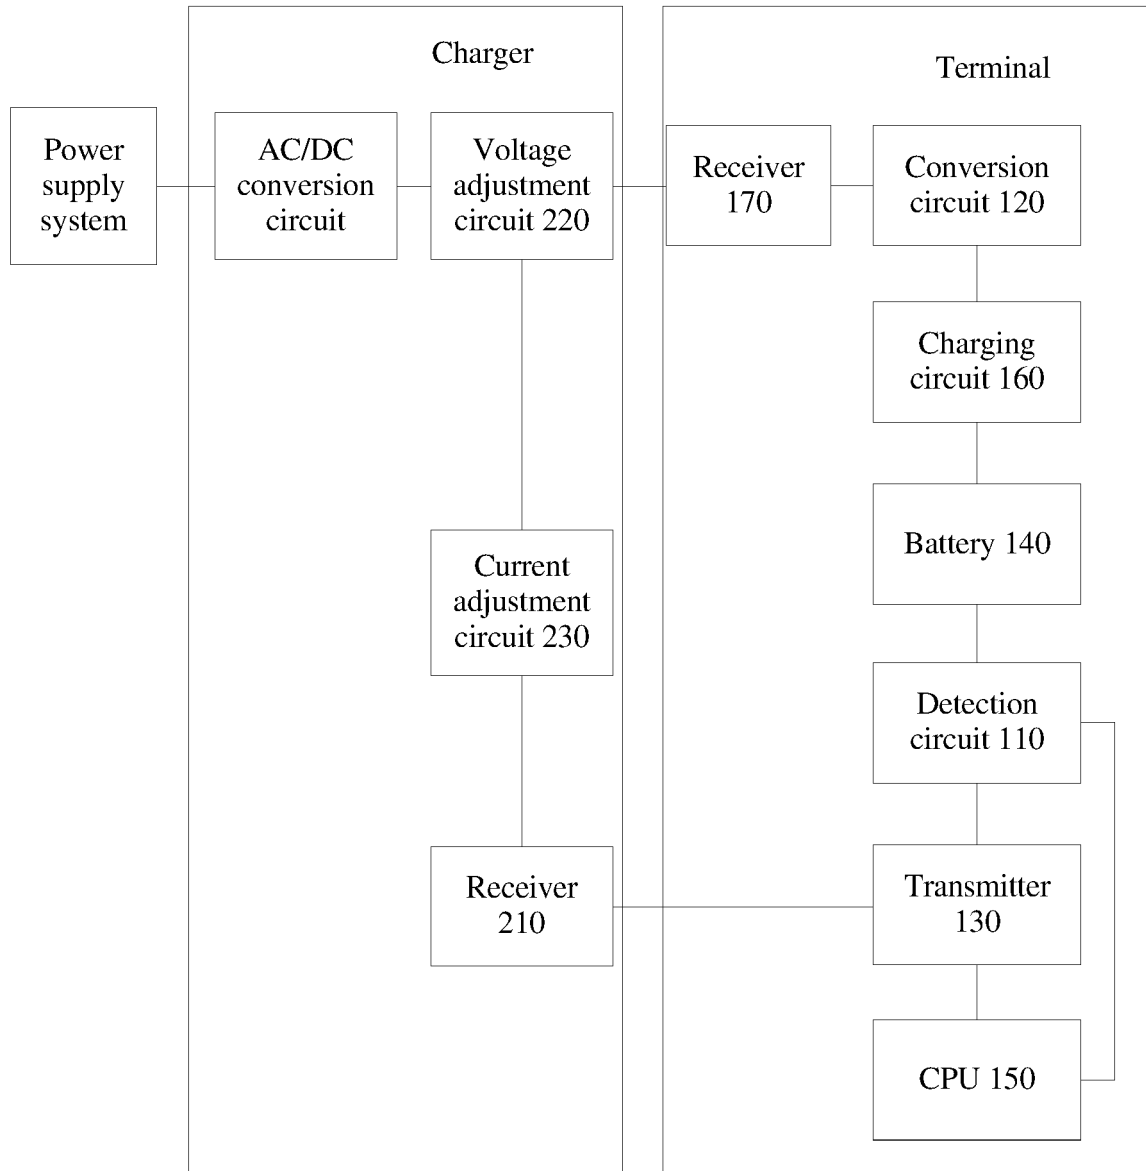 Charger
Terminal
Power
supply
system
AC/DC
conversion
circuit
Voltage
adjustment
circuit 220
Receiver
170
Conversion
circuit 120
Charging
circuit 160
Battery 140
Current
adjustment
circuit 230
Detection
circuit 110
Receiver
210
Transmitter
130
CPU 150